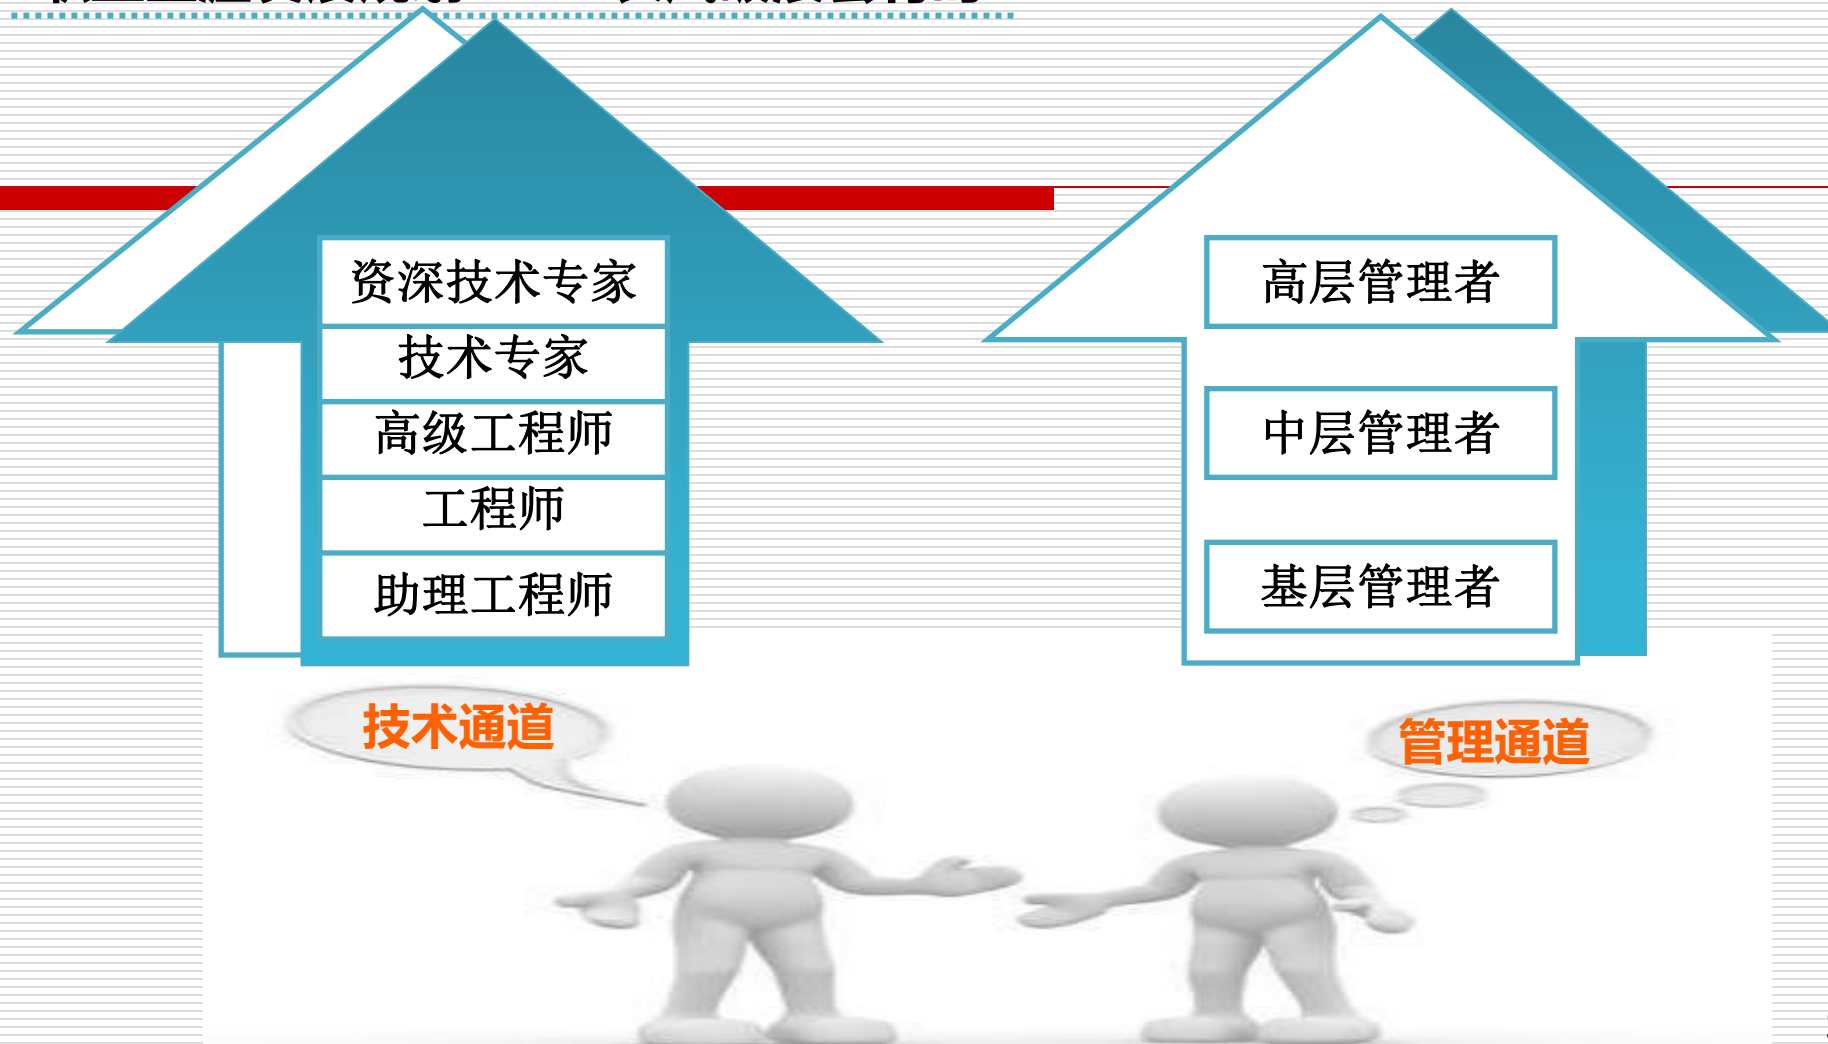 资深技术专家
技术专家
高级工程师
工程师
助理工程师
高层管理者
中层管理者
基层管理者
技术通道
管理通道